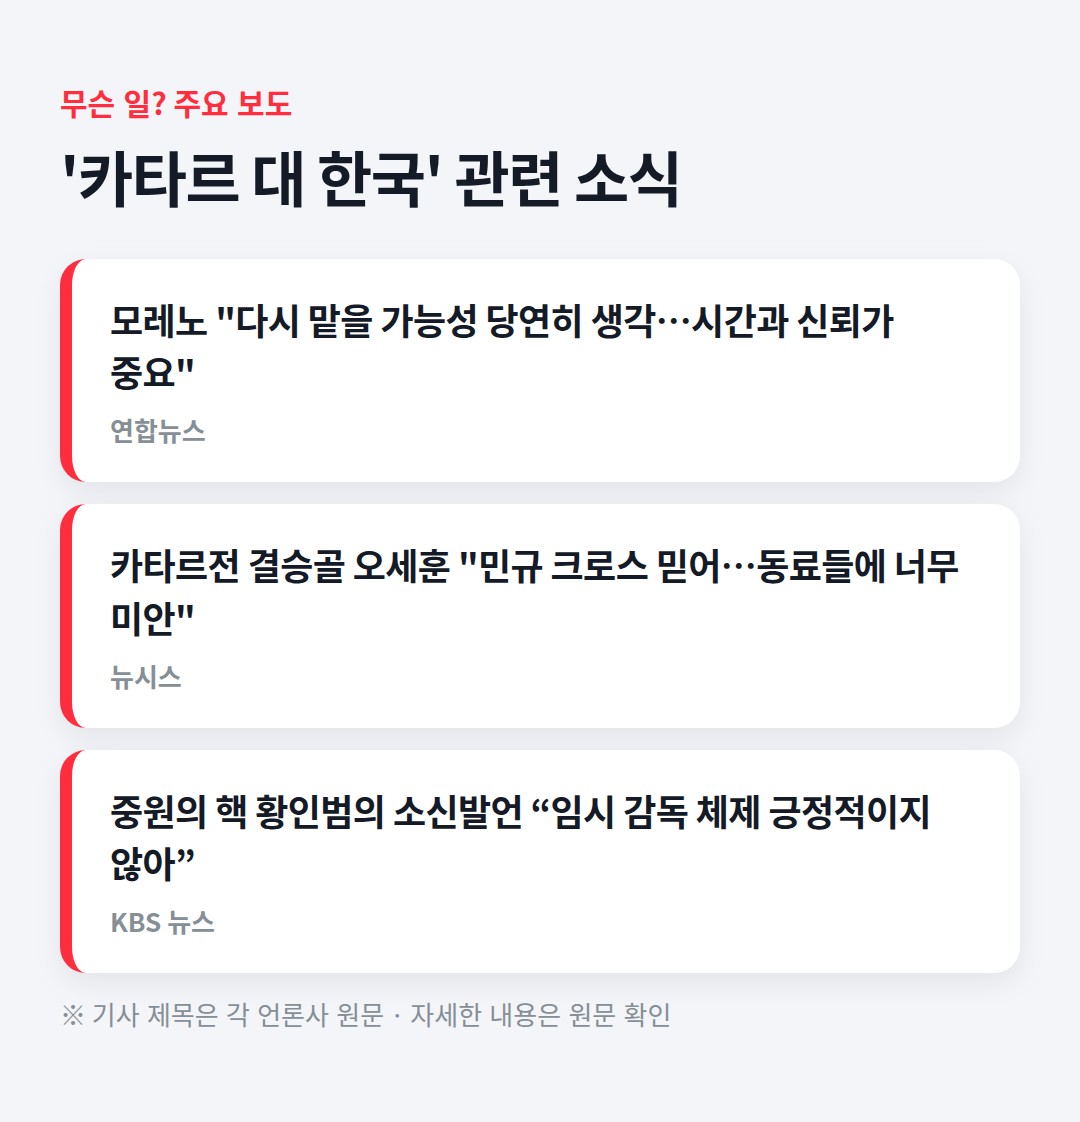 무슨 일? 주요 보도
'카타르 대 한국' 관련 소식
모레노 "다시 맡을 가능성 당연히 생각…시간과 신뢰가
중요"
연합뉴스
카타르전 결승골 오세훈 "민규 크로스 믿어…동료들에 너무
미안"
뉴시스
중원의 핵 황인범의 소신발언 “임시 감독 체제 긍정적이지
않아”
KBS 뉴스
※ 기사 제목은 각 언론사 원문 · 자세한 내용은 원문 확인